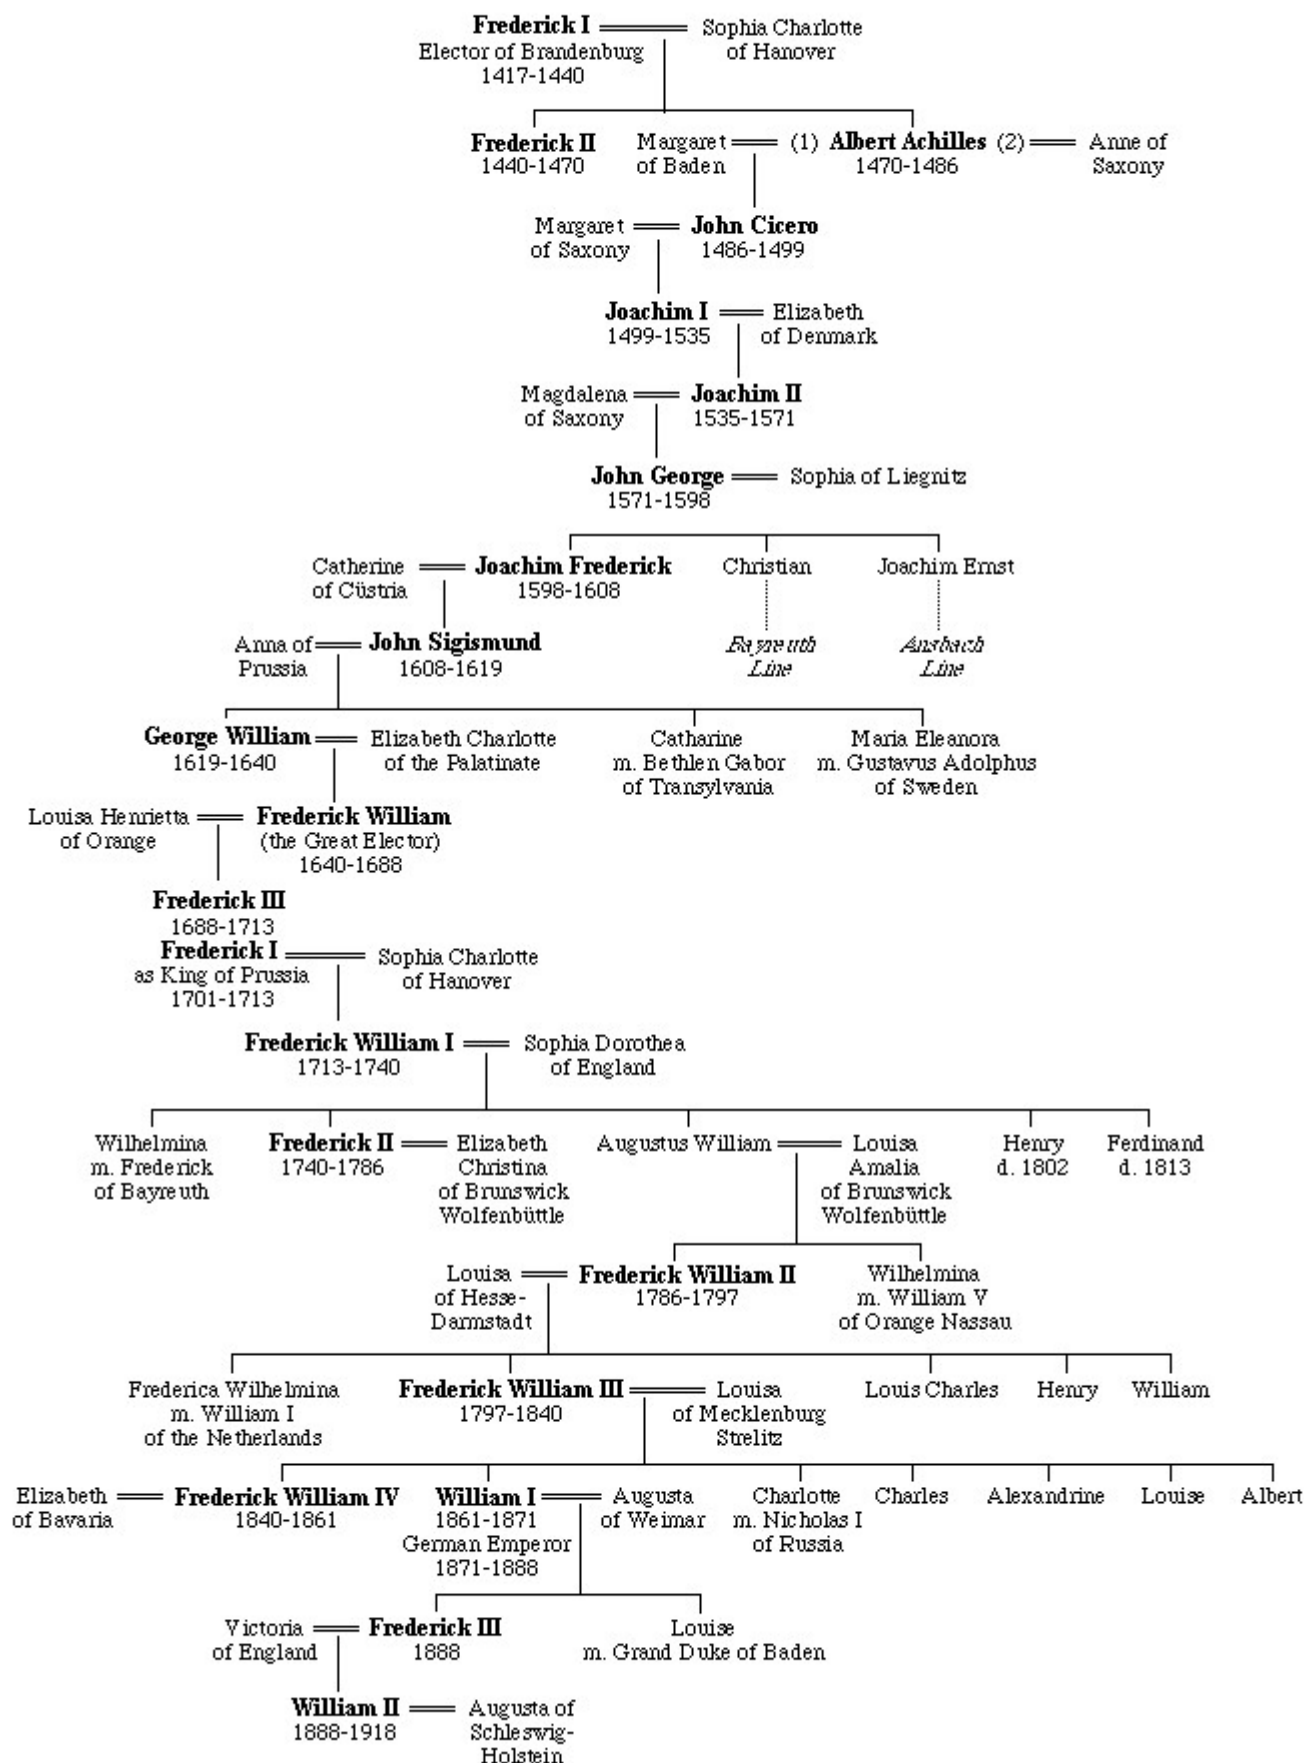 Frederick I
Elector of Brandenburg
1417-1440
Sophia Charlotte
of Hanover
Frederick II
1440-1470
Margaret
of Baden
(1) Albert Achilles (2)
1470-1486
Anne of
Saxony
Margaret
of Saxony
John Cicero
1486-1499
Joachim I
1499-1535
Elizabeth
of Denmark
Magdalena
of Saxony
Joachim II
1535-1571
John George
1571-1598
Sophia of Liegnitz
Catherine
of Cüstria
Joachim Frederick
1598-1608
Christian
Joachim Ernst
Anna of
Prussia
John Sigismund
1608-1619
Bayreuth
Line
Ansbach
Line
George William
1619-1640
Elizabeth Charlotte
of the Palatinate
Catharine
m. Bethlen Gabor
of Transylvania
Maria Eleanora
m. Gustavus Adolphus
of Sweden
Louisa Henrietta
of Orange
Frederick William
(the Great Elector)
1640-1688
Frederick III
1688-1713
Frederick I
as King of Prussia
1701-1713
Sophia Charlotte
of Hanover
Frederick William I
1713-1740
Sophia Dorothea
of England
Wilhelmina
m. Frederick
of Bayreuth
Frederick II
1740-1786
Elizabeth
Christina
of Brunswick
Wolfenbüttle
Augustus William
Louisa
Amalia
of Brunswick
Wolfenbüttle
Henry
d. 1802
Ferdinand
d. 1813
Louisa
of Hesse-
Darmstadt
Frederick William II
1786-1797
Wilhelmina
m. William V
of Orange Nassau
Frederica Wilhelmina
m. William I
of the Netherlands
Frederick William III
1797-1840
Louisa
of Mecklenburg
Strelitz
Louis Charles
Henry
William
Elizabeth
of Bavaria
Frederick William IV
1840-1861
William I
1861-1871
German Emperor
1871-1888
Augusta
of Weimar
Charlotte
m. Nicholas I
of Russia
Charles
Alexandrine
Louise
Albert
Victoria
of England
Frederick III
1888
Louise
m. Grand Duke of Baden
William II
1888-1918
Augusta of
Schleswig-
Holstein